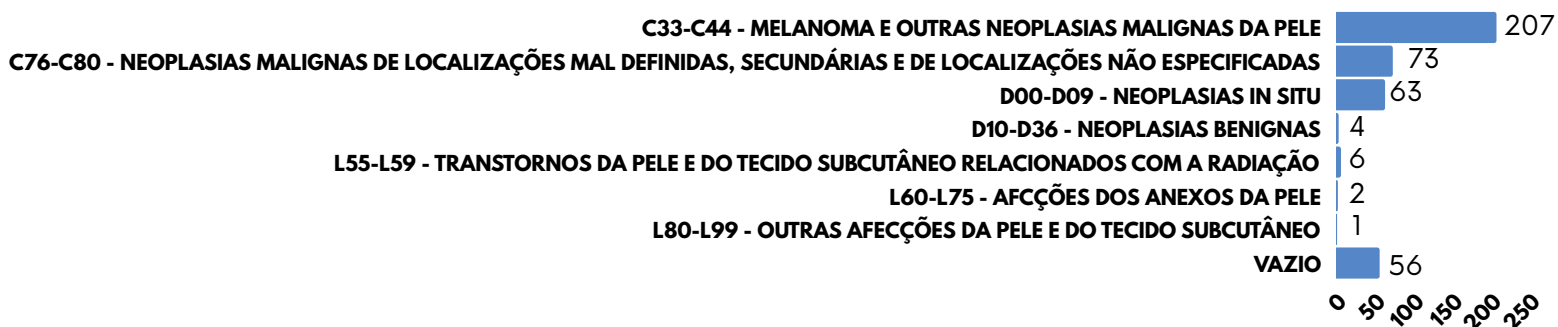 C33-C44 - MELANOMA E OUTRAS NEOPLASIAS MALIGNAS DA PELE 207
C76-C80 - NEOPLASIAS MALIGNAS DE LOCALIZAÇÕES MAL DEFINIDAS, SECUNDÁRIAS E DE LOCALIZAÇÕES NÃO ESPECIFICADAS 73
D00-D09 - NEOPLASIAS IN SITU 63
D10-D36 - NEOPLASIAS BENIGNAS 4
L55-L59 - TRANSTORNOS DA PELE E DO TECIDO SUBCUTÂNEO RELACIONADOS COM A RADIAÇÃO 6
L60-L75 - AFCÇÕES DOS ANEXOS DA PELE 2
L80-L99 - OUTRAS AFECÇÕES DA PELE E DO TECIDO SUBCUTÂNEO 1
VAZIO 56
0 50 100 150 200 250